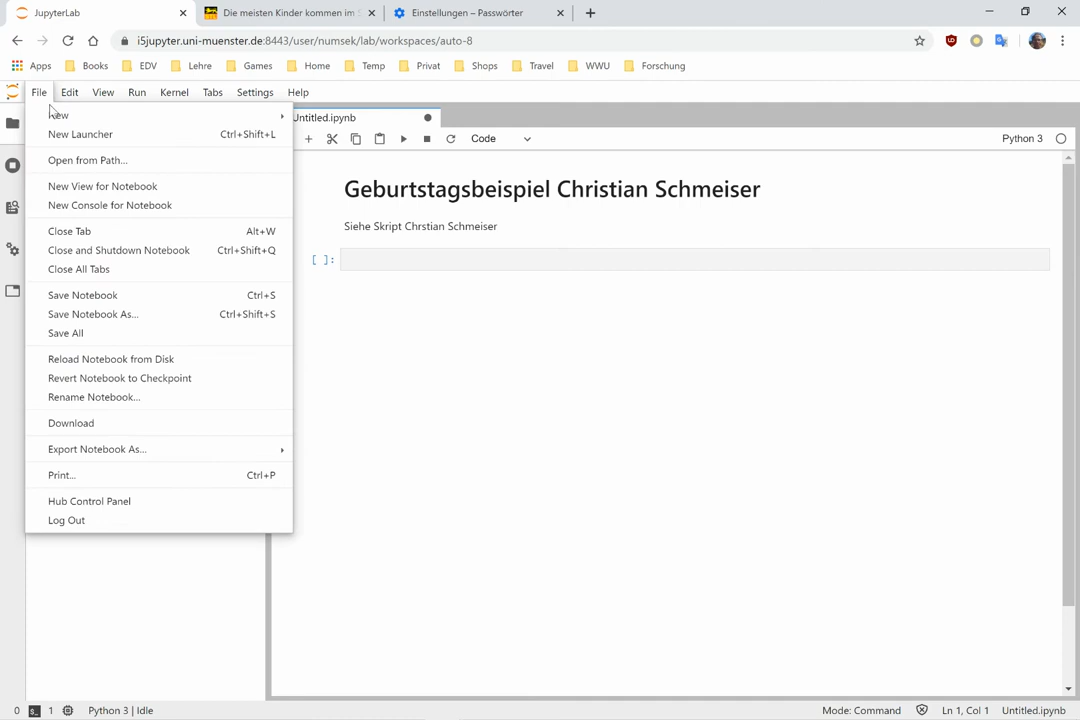 JupyterLab
Die meisten Kinder kommen im S
Einstellungen – Passwörter
i5jupyter.uni-muenster.de:8443/user/numsek/lab/workspaces/auto-8
Apps Books EDV Lehre Games Home Temp Privat Shops Travel WWU Forschung
File Edit View Run Kernel Tabs Settings Help
New
New Launcher Ctrl+Shift+L
Open from Path...
New View for Notebook
New Console for Notebook
Close Tab Alt+W
Close and Shutdown Notebook Ctrl+Shift+Q
Close All Tabs
Save Notebook Ctrl+S
Save Notebook As... Ctrl+Shift+S
Save All
Reload Notebook from Disk
Revert Notebook to Checkpoint
Rename Notebook...
Download
Export Notebook As...
Print... Ctrl+P
Hub Control Panel
Log Out
Untitled.ipynb
Code
Python 3
Geburtstagsbeispiel Christian Schmeiser
Siehe Skript Chrstian Schmeiser
[ ]:
0 1 Python 3 | Idle Mode: Command Ln 1, Col 1 Untitled.ipynb